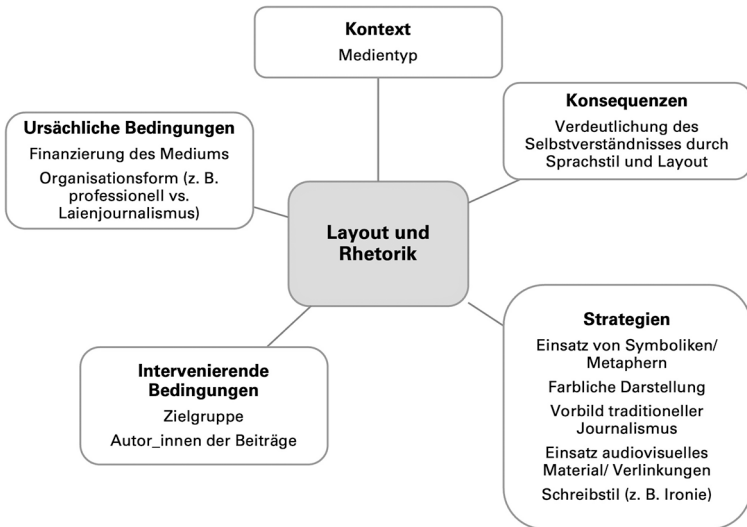 Kontext
Medientyp
Ursächliche Bedingungen
Finanzierung des Mediums
Organisationsform (z. B.
professionell vs.
Laienjournalismus)
Konsequenzen
Verdeutlichung des
Selbstverständnisses durch
Sprachstil und Layout
Layout und
Rhetorik
Intervenierende
Bedingungen
Zielgruppe
Autor_innen der Beiträge
Strategien
Einsatz von Symboliken/
Metaphern
Farbliche Darstellung
Vorbild traditioneller
Journalismus
Einsatz audiovisuelles
Material/ Verlinkungen
Schreibstil (z. B. Ironie)